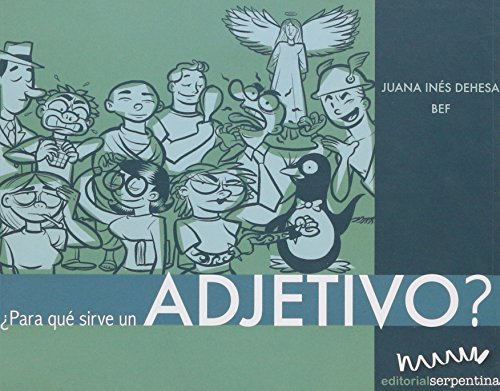 JUANA INÉS DEHESA
BEF
¿Para qué sirve un ADJETIVO?
editorialserpentina